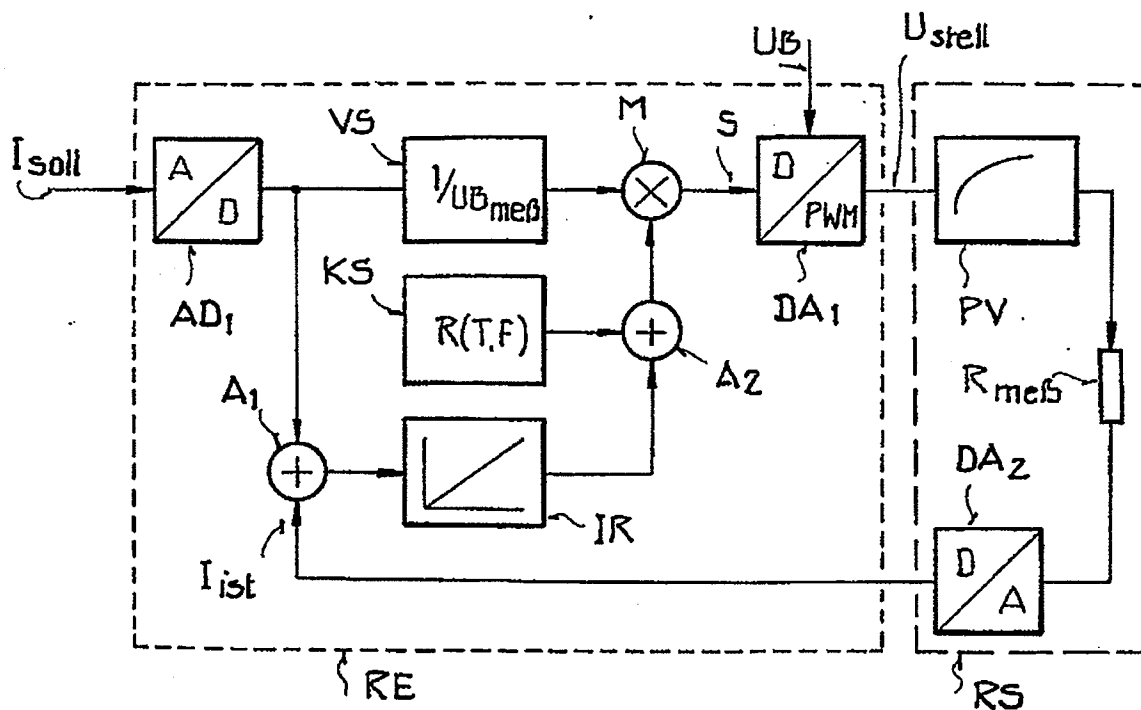 UB
U stell
I soll
VS
M
S
A
D
1/UB meß
D
PWM
AD1
KS
R(T,F)
A2
DA1
PV
R meß
A1
IR
I ist
DA2
D
A
RE
RS